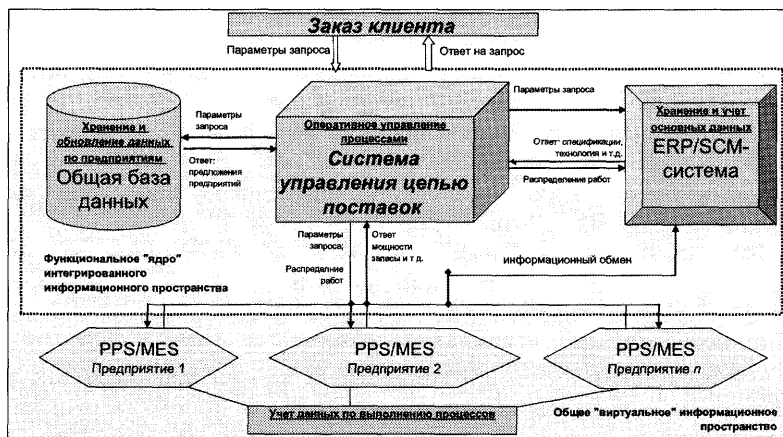 Заказ клиента
Параметры запроса
Ответ на запрос
Хранение и
обновление данных
по предприятиям
Общая база
данных
Параметры
запроса
Ответ:
предложения
предприятий
Оперативное управление
процессами
Система
управления цепью
поставок
Параметры запроса
Ответ: спецификации,
технология и т.д.
Распределение работ
Хранение и учет
основных данных
ERP/SCM-
система
Параметры
запроса;
Распредление
работ
Ответ
мощности
запасы и т д.
информационный обмен
Функциональное "ядро"
интегрированного
информационного пространства
PPS/MES
Предприятие 1
PPS/MES
Предприятие 2
PPS/MES
Предприятие n
Учет данных по выполнению процессов
Общее "виртуальное" информационное
пространство